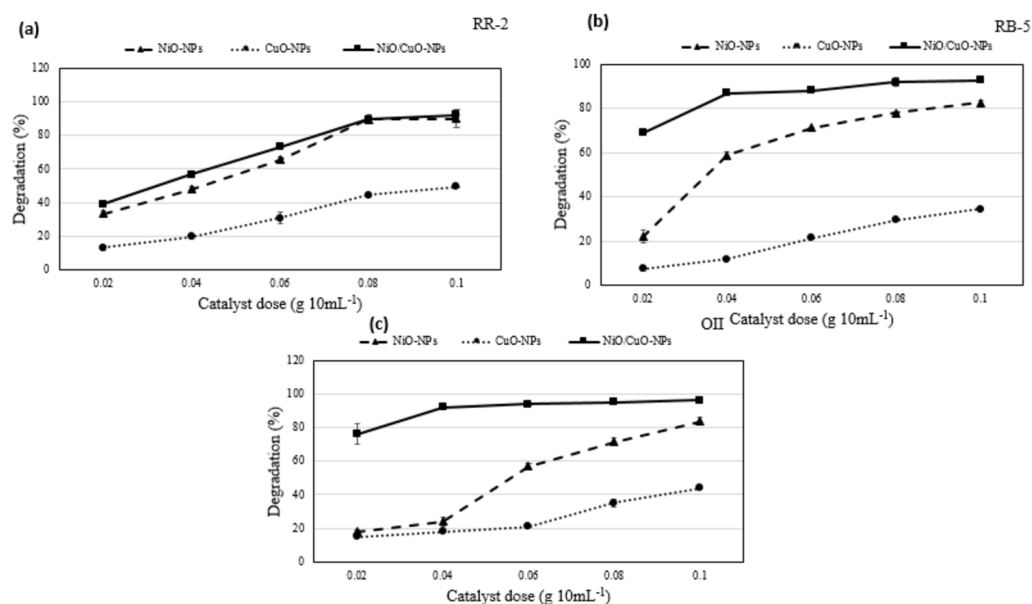 (a)
RR-2
NiO-NPs CuO-NPs NiO/CuO-NPs
Degradation (%)
120
100
80
60
40
20
0
0.02 0.04 0.06 0.08 0.1
Catalyst dose (g 10mL⁻¹)
(b)
RB-5
NiO-NPs CuO-NPs NiO/CuO-NPs
Degradation (%)
100
80
60
40
20
0
0.02 0.04 0.06 0.08 0.1
Catalyst dose (g 10mL⁻¹)
(c)
OII
NiO-NPs CuO-NPs NiO/CuO-NPs
Degradation (%)
120
100
80
60
40
20
0
0.02 0.04 0.06 0.08 0.1
Catalyst dose (g 10mL⁻¹)